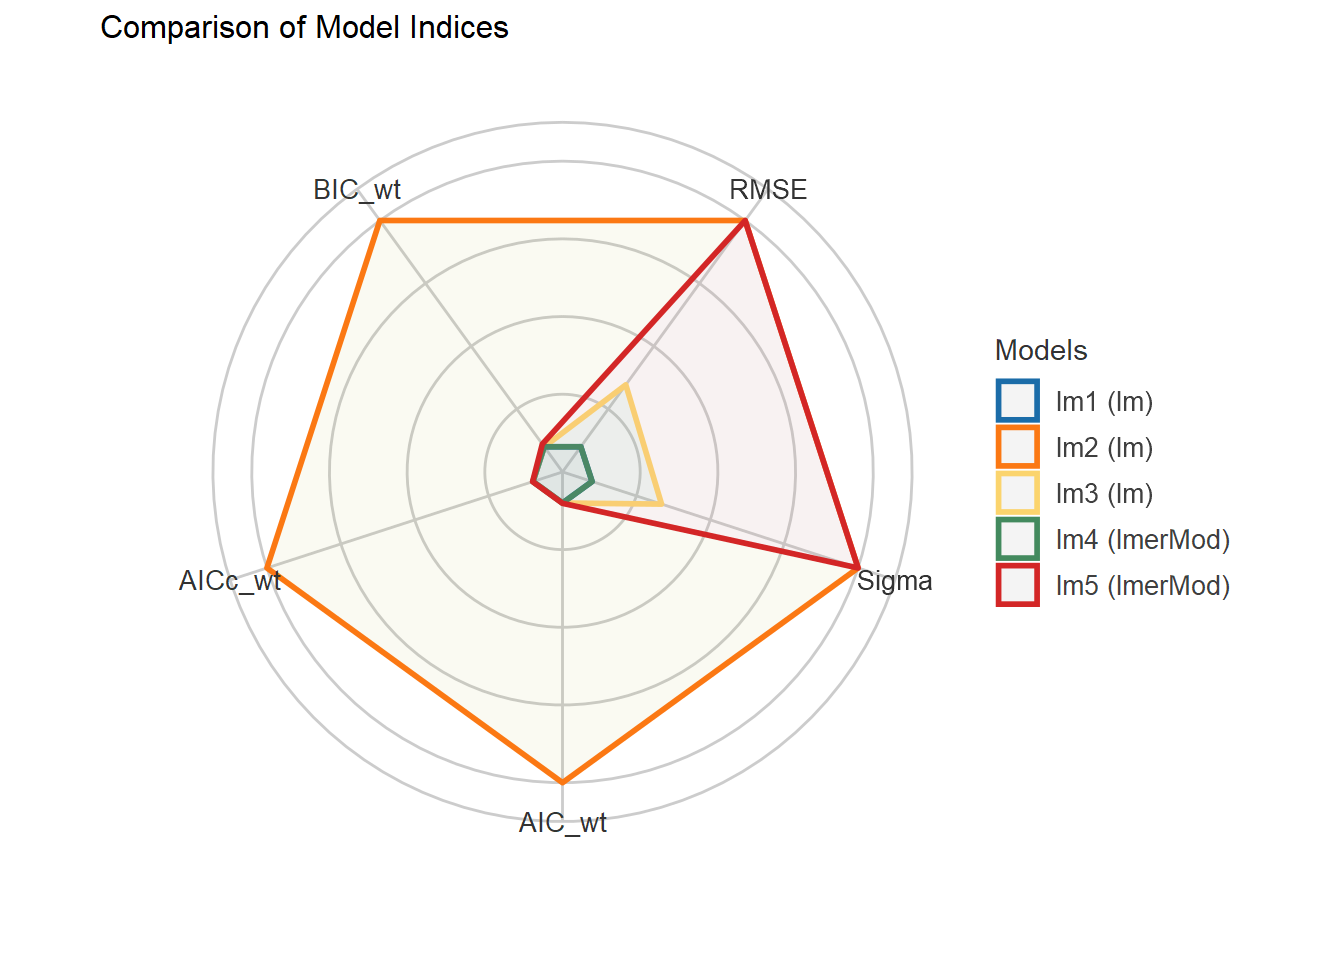 Comparison of Model Indices
BIC_wt
RMSE
AICc_wt
Sigma
AIC_wt
Models
lm1 (lm)
lm2 (lm)
lm3 (lm)
lm4 (lmerMod)
lm5 (lmerMod)